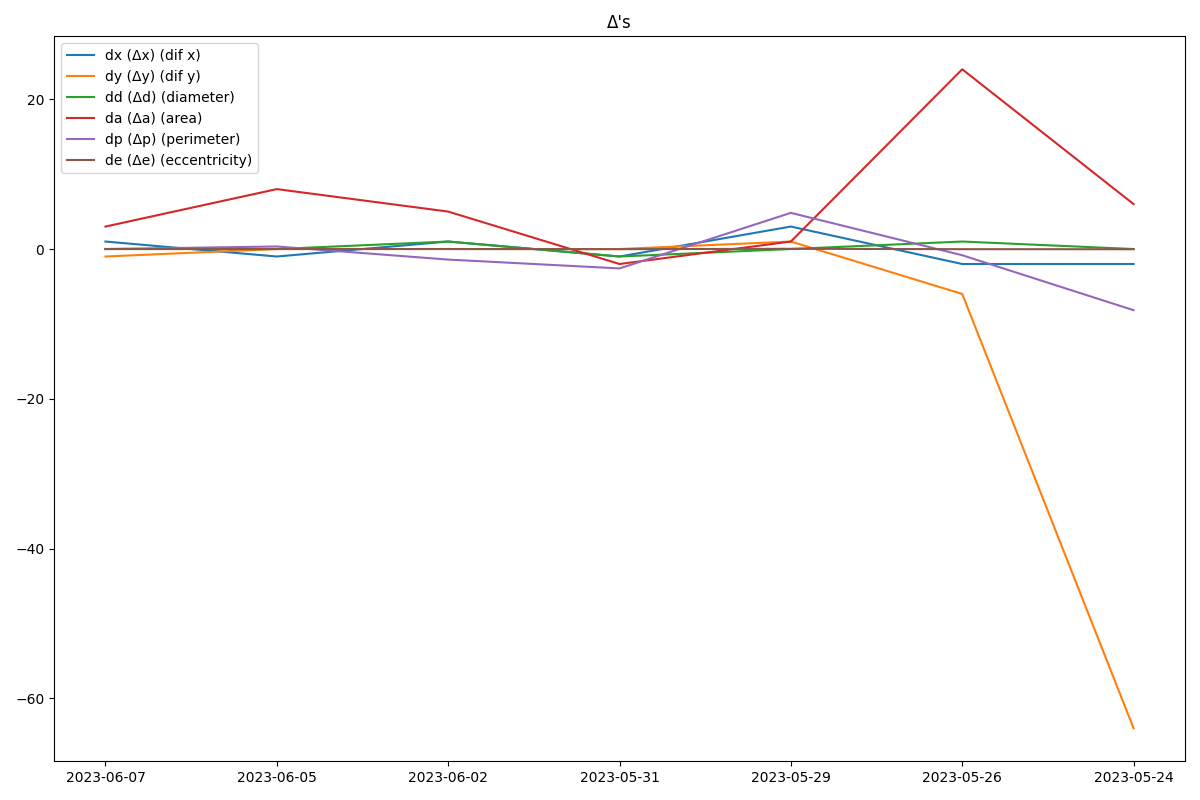 Δ's
dx (Δx) (dif x)
dy (Δy) (dif y)
dd (Δd) (diameter)
da (Δa) (area)
dp (Δp) (perimeter)
de (Δe) (eccentricity)
20
0
−20
−40
−60
2023-06-07 2023-06-05 2023-06-02 2023-05-31 2023-05-29 2023-05-26 2023-05-24